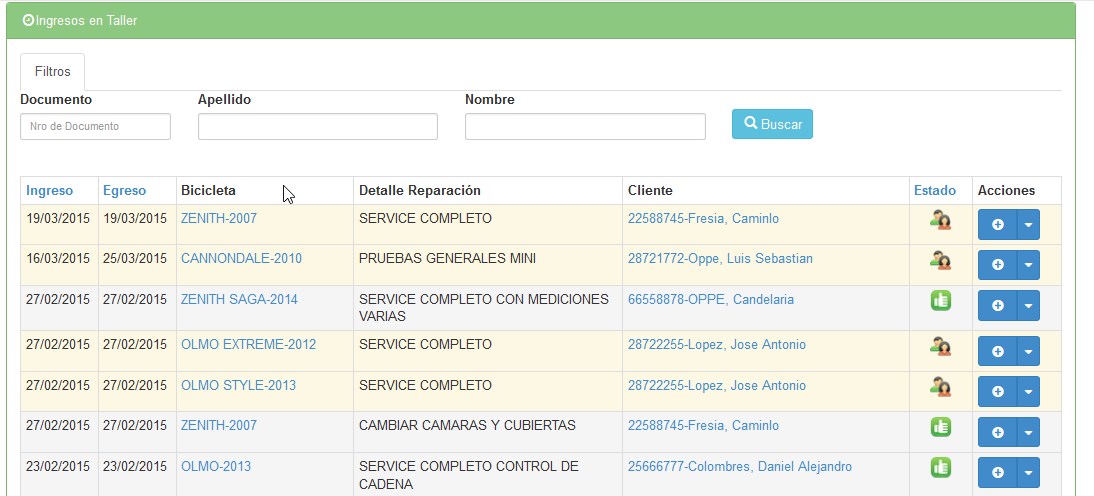 Ingresos en Taller
Filtros
Documento Apellido Nombre
Nro de Documento Buscar
Ingreso Egreso Bicicleta Detalle Reparación Cliente Estado Acciones
19/03/2015 19/03/2015 ZENITH-2007 SERVICE COMPLETO 22588745-Fresia, Caminlo
16/03/2015 25/03/2015 CANNONDALE-2010 PRUEBAS GENERALES MINI 28721772-Oppe, Luis Sebastian
27/02/2015 27/02/2015 ZENITH SAGA-2014 SERVICE COMPLETO CON MEDICIONES 66558878-OPPE, Candelaria
VARIAS
27/02/2015 27/02/2015 OLMO EXTREME-2012 SERVICE COMPLETO 28722255-Lopez, Jose Antonio
27/02/2015 27/02/2015 OLMO STYLE-2013 SERVICE COMPLETO 28722255-Lopez, Jose Antonio
27/02/2015 27/02/2015 ZENITH-2007 CAMBIAR CAMARAS Y CUBIERTAS 22588745-Fresia, Caminlo
23/02/2015 23/02/2015 OLMO-2013 SERVICE COMPLETO CONTROL DE 25666777-Colombres, Daniel Alejandro
CADENA